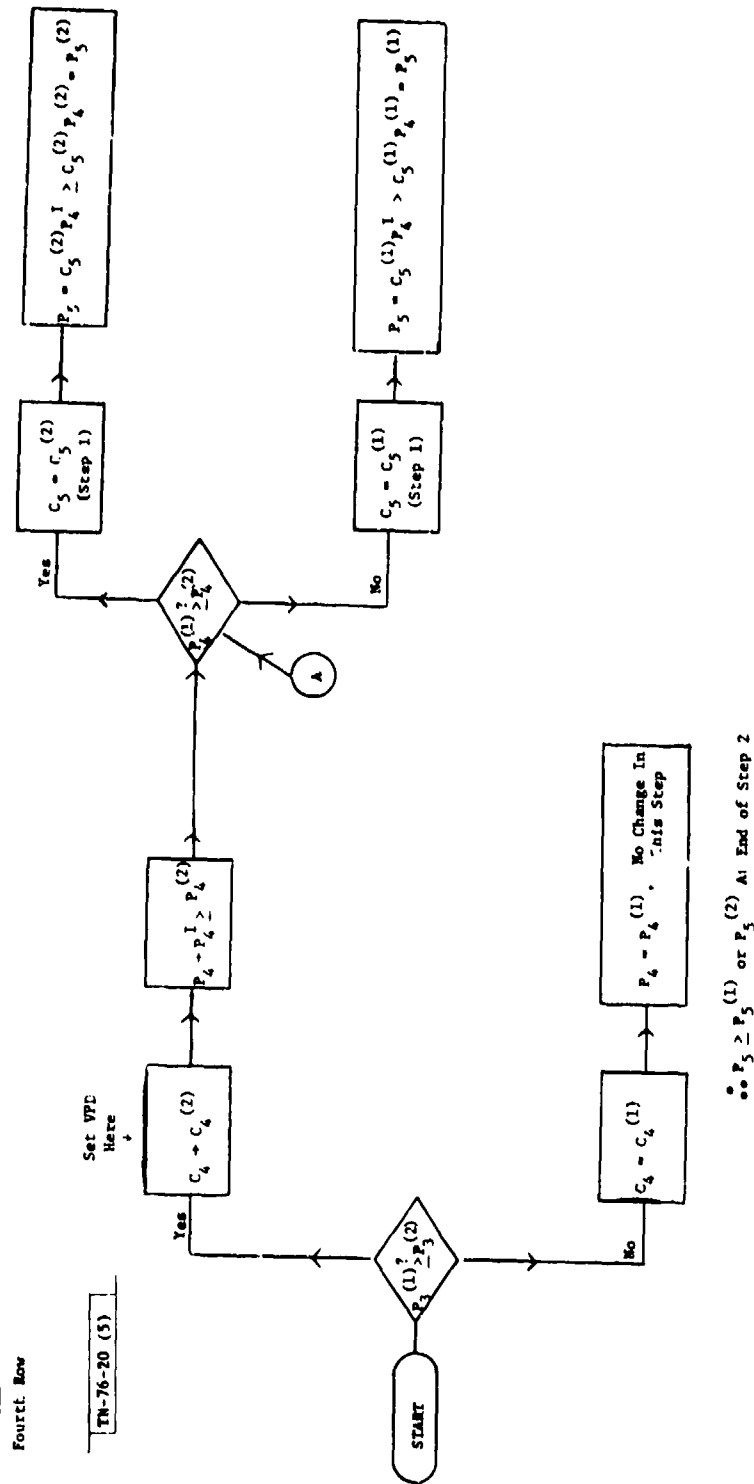 Fourth Row
TN-76-20 (5)
START
P₃^(1) ≥? P₃^(2)
Yes
No
Set VPD
Here
↓
C₄ → C₄^(2)
P₄ → P₄^I ≥ P₄^(2)
P₄^(1) ≥? P₄^(2)
A
Yes
No
C₅ = C₅^(2)
(Step 1)
P₅ = C₅^(2) P₄^I ≥ C₅^(2) P₄^(2) = P₅^(2)
C₅ = C₅^(1)
(Step 1)
P₅ = C₅^(1) P₄^I > C₅^(1) P₄^(1) = P₅^(1)
C₄ = C₄^(1)
P₄ = P₄^(1). No Change In
This Step
∴ P₅ ≥ P₅^(1) or P₅^(2) At End of Step 2